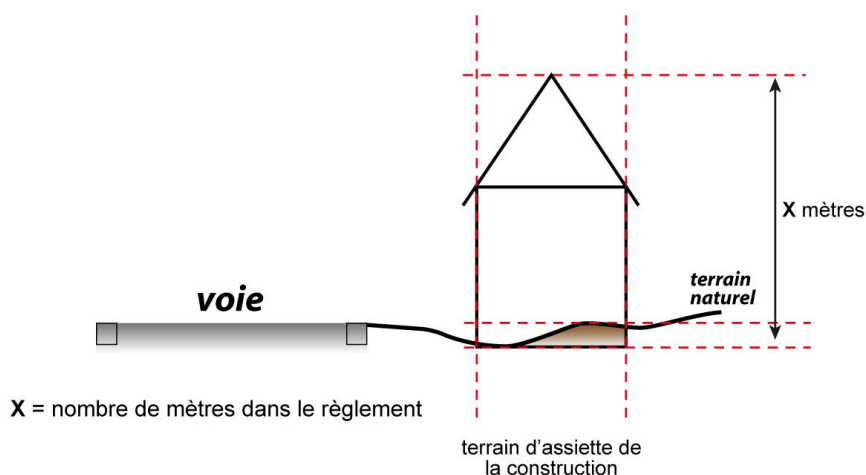 X mètres
terrain
naturel
voie
X = nombre de mètres dans le règlement
terrain d'assiette de
la construction